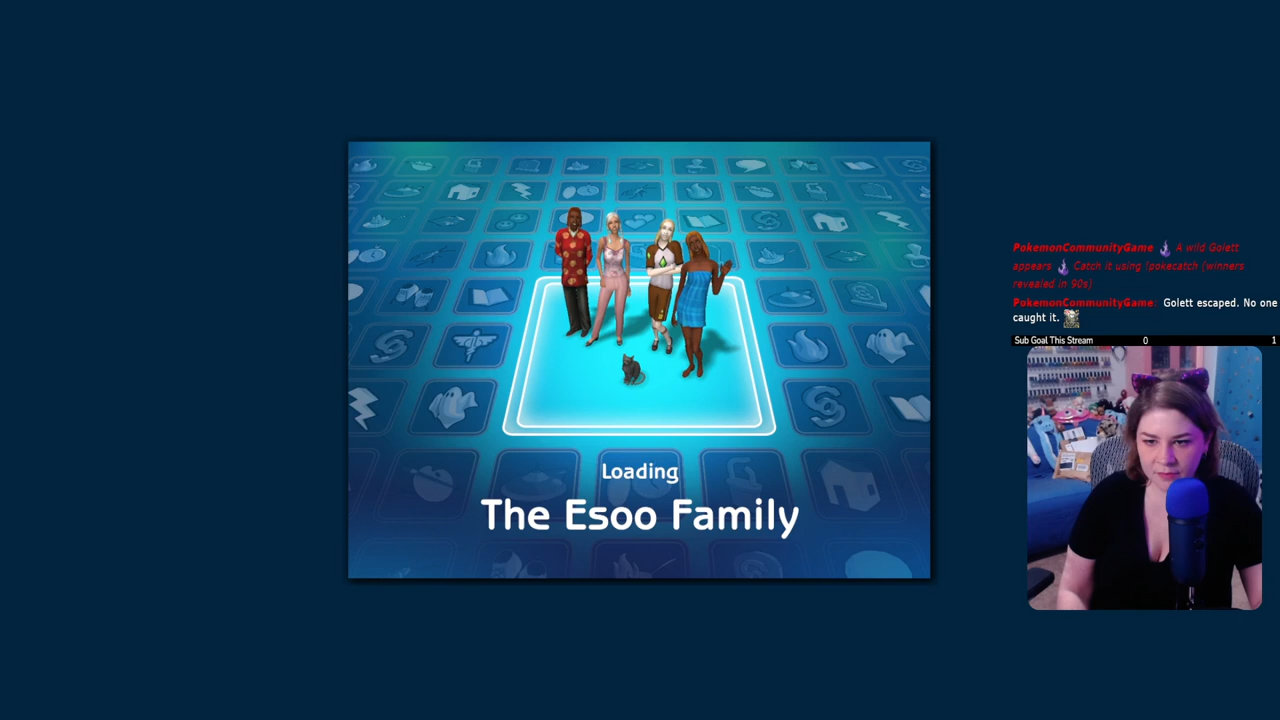 PokemonCommunityGame A wild Golett
appears Catch it using !pokecatch (winners
revealed in 90s)
PokemonCommunityGame: Golett escaped. No one
caught it.
Sub Goal This Stream 0 1
Loading
The Esoo Family